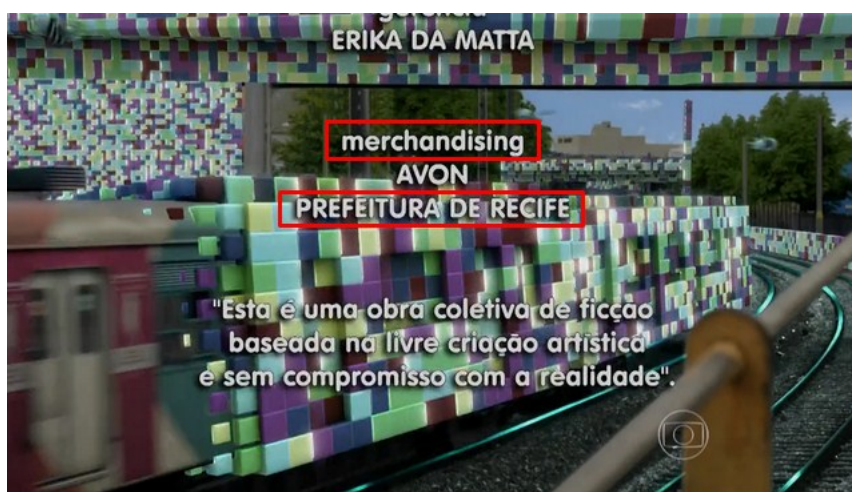 gerência
ERIKA DA MATTA
merchandising
AVON
PREFEITURA DE RECIFE
"Esta é uma obra coletiva de ficção
baseada na livre criação artística
e sem compromisso com a realidade".